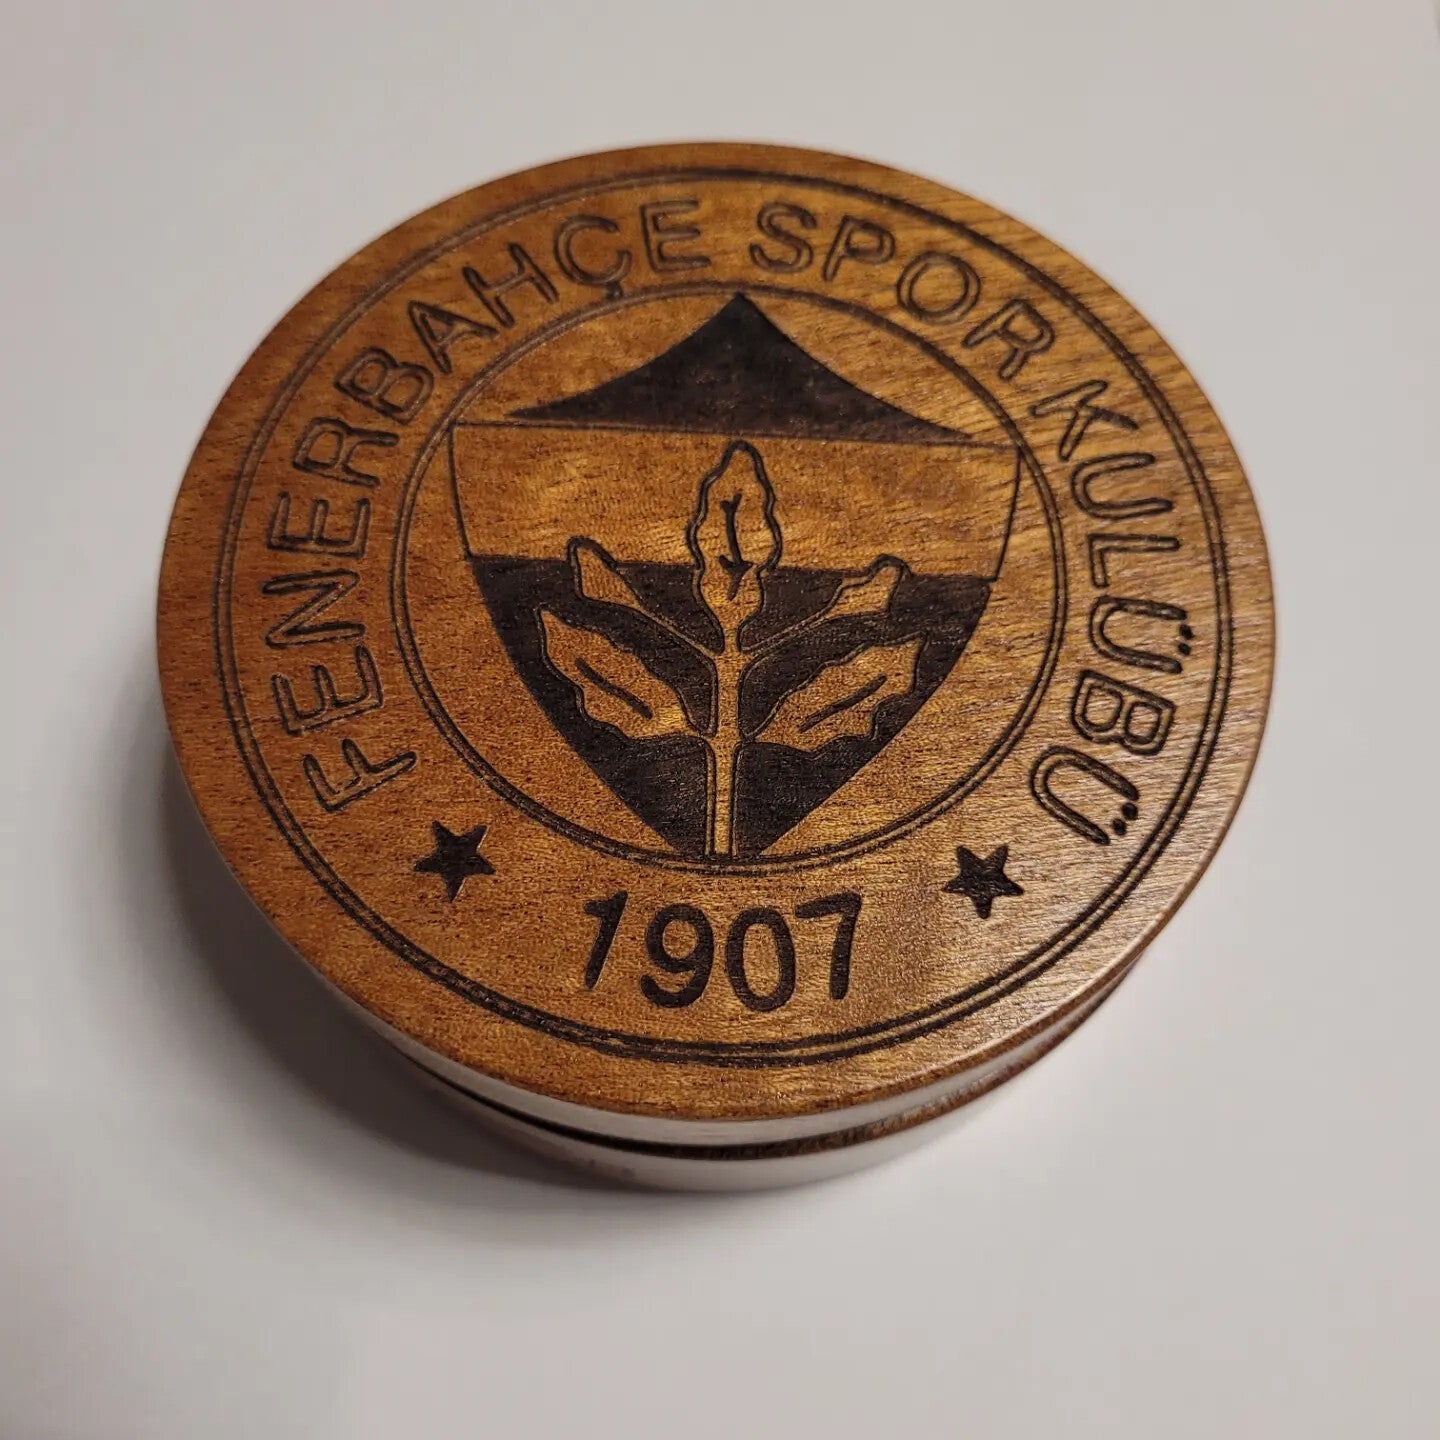 FENERBAHÇE SPOR KULÜBÜ
1907